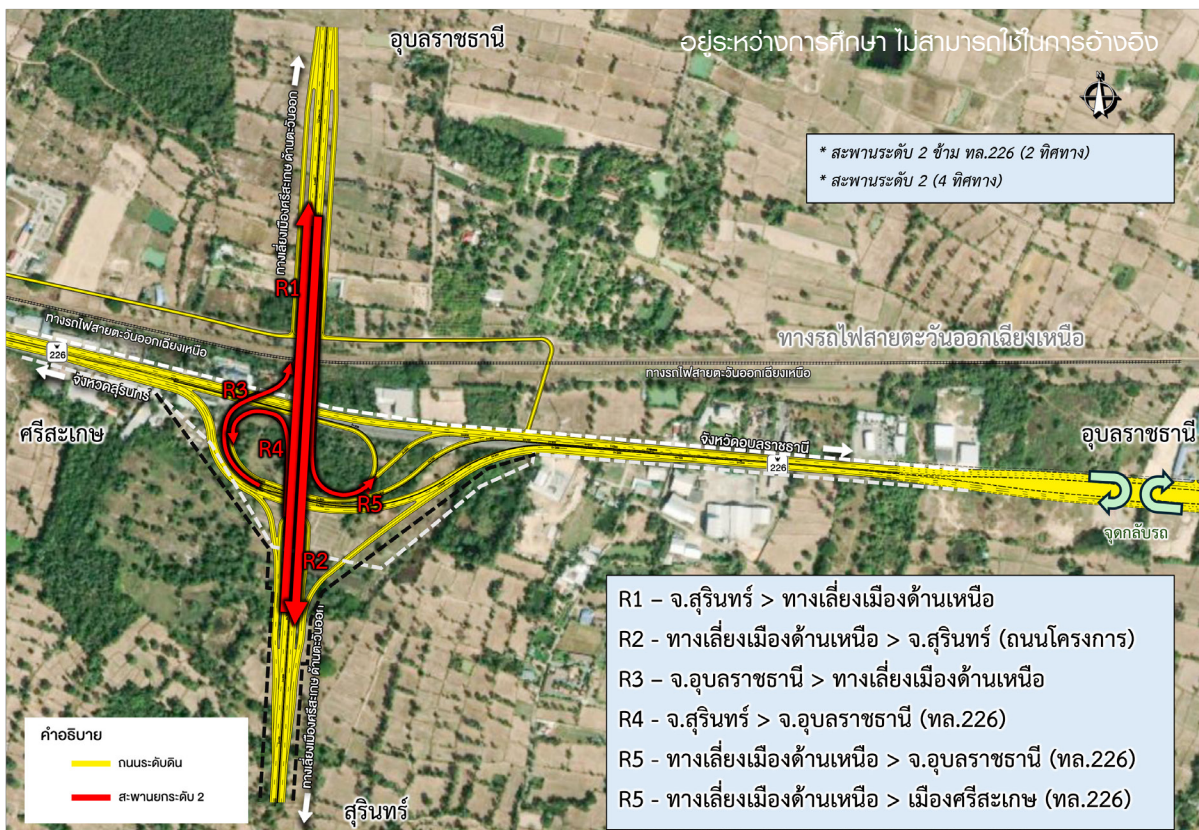 อุบลราชธานี
อยู่ระหว่างการศึกษา ไม่สามารถใช้ในการอ้างอิง
N
* สะพานระดับ 2 ข้าม ทล.226 (2 ทิศทาง)
* สะพานระดับ 2 (4 ทิศทาง)
ทางเลี่ยงเมืองศรีสะเกษ ด้านตะวันออก
R1
ทางรถไฟสายตะวันออกเฉียงเหนือ
ทางรถไฟสายตะวันออกเฉียงเหนือ
ทางรถไฟสายตะวันออกเฉียงเหนือ
226
จังหวัดสุรินทร์
R3
ศรีสะเกษ
R4
จังหวัดอุบลราชธานี
อุบลราชธานี
226
R5
จุดกลับรถ
R2
R1 – จ.สุรินทร์ > ทางเลี่ยงเมืองด้านเหนือ
R2 - ทางเลี่ยงเมืองด้านเหนือ > จ.สุรินทร์ (ถนนโครงการ)
R3 – จ.อุบลราชธานี > ทางเลี่ยงเมืองด้านเหนือ
R4 - จ.สุรินทร์ > จ.อุบลราชธานี (ทล.226)
R5 - ทางเลี่ยงเมืองด้านเหนือ > จ.อุบลราชธานี (ทล.226)
R5 - ทางเลี่ยงเมืองด้านเหนือ > เมืองศรีสะเกษ (ทล.226)
ทางเลี่ยงเมืองศรีสะเกษ ด้านตะวันออก
คำอธิบาย
ถนนระดับดิน
สะพานยกระดับ 2
สุรินทร์